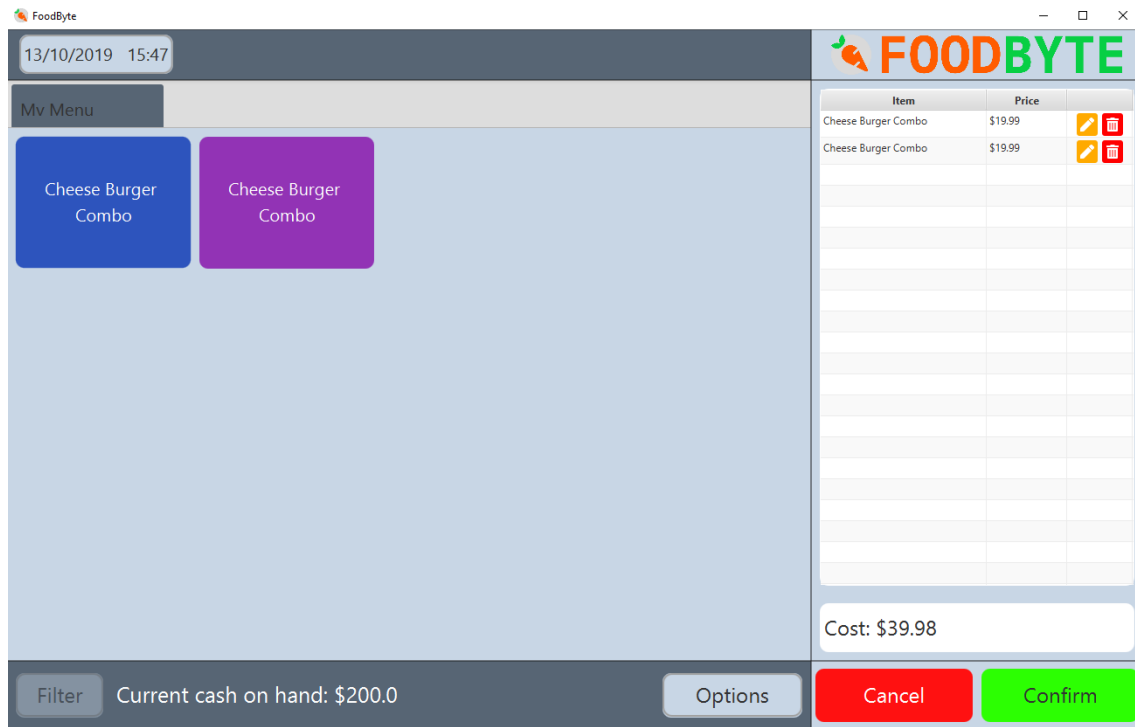 FoodByte
13/10/2019 15:47
FOODBYTE
My Menu
Cheese Burger
Combo
Cheese Burger
Combo
Item Price
Cheese Burger Combo $19.99
Cheese Burger Combo $19.99
Cost: $39.98
Filter
Current cash on hand: $200.0
Options
Cancel
Confirm